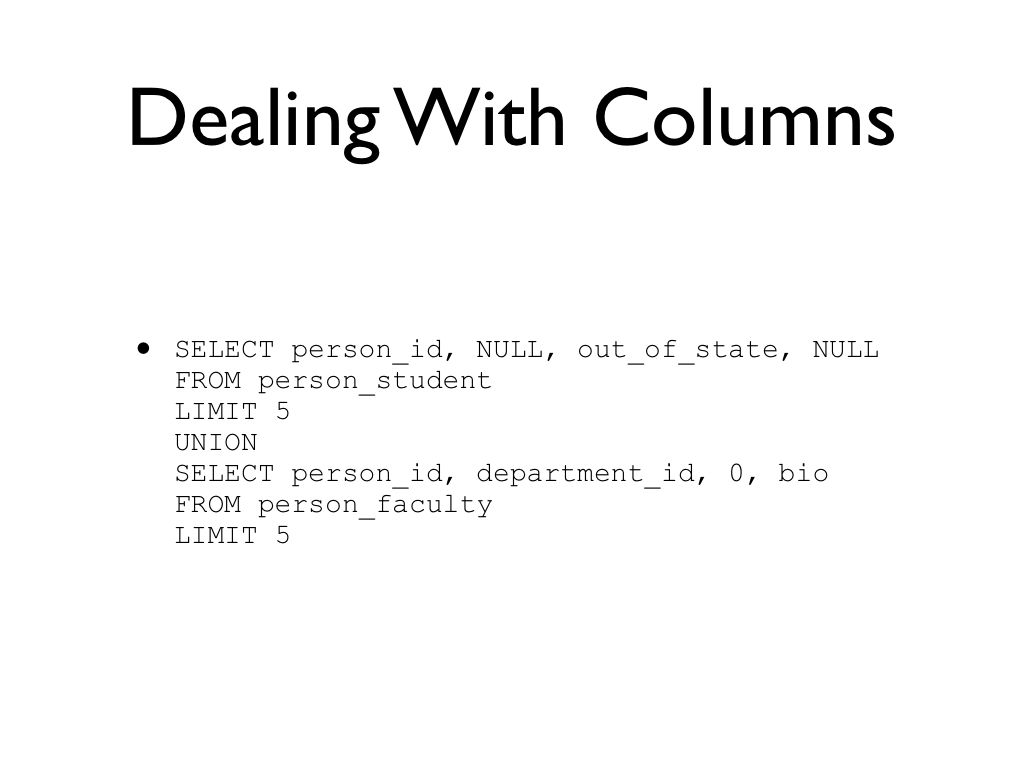 Dealing With Columns
• SELECT person_id, NULL, out_of_state, NULL
FROM person_student
LIMIT 5
UNION
SELECT person_id, department_id, 0, bio
FROM person_faculty
LIMIT 5